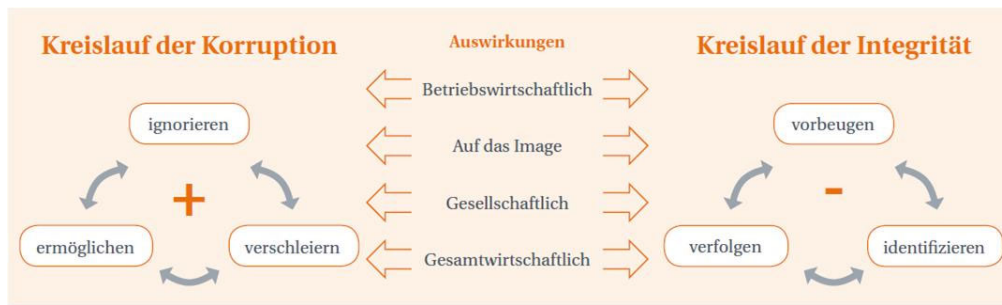 Kreislauf der Korruption
ignorieren
+
ermöglichen
verschleiern
Auswirkungen
Betriebswirtschaftlich
Auf das Image
Gesellschaftlich
Gesamtwirtschaftlich
Kreislauf der Integrität
vorbeugen
-
verfolgen
identifizieren